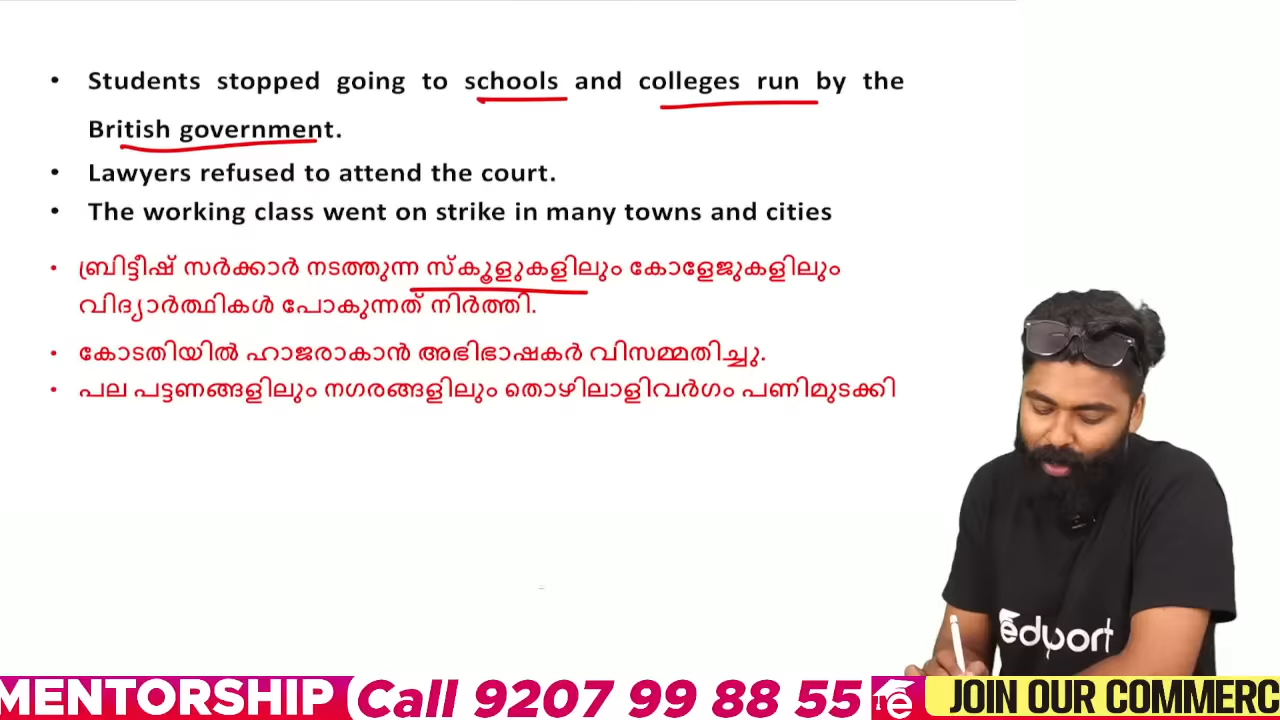 • Students stopped going to schools and colleges run by the
British government.
• Lawyers refused to attend the court.
• The working class went on strike in many towns and cities
• ബ്രിട്ടീഷ് സർക്കാർ നടത്തുന്ന സ്കൂളുകളിലും കോളേജുകളിലും
വിദ്യാർത്ഥികൾ പോകുന്നത് നിർത്തി.
• കോടതിയിൽ ഹാജരാകാൻ അഭിഭാഷകർ വിസമ്മതിച്ചു.
• പല പട്ടണങ്ങളിലും നഗരങ്ങളിലും തൊഴിലാളിവർഗം പണിമുടക്കി
eduport
MENTORSHIP Call 9207 99 88 55 e JOIN OUR COMMERC